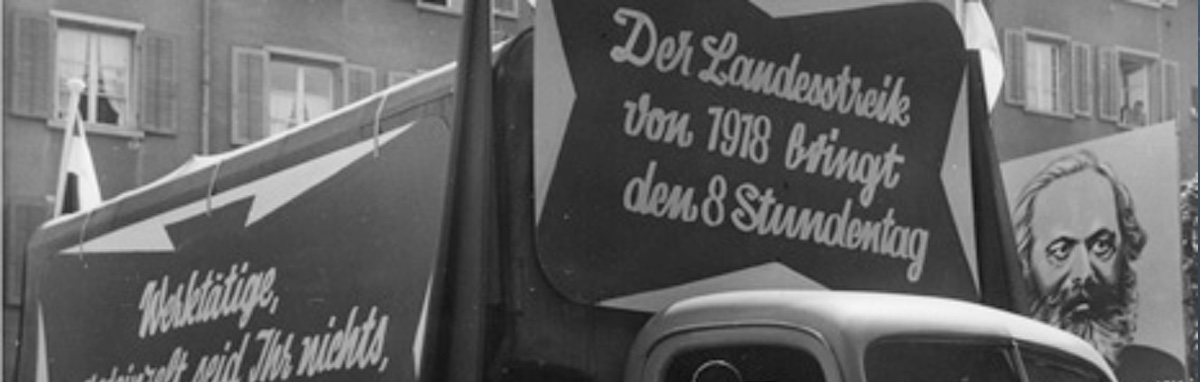 Der Landesstreik
von 1918 bringt
den 8 Stundentag
Werktätige,
seid Ihr nichts,